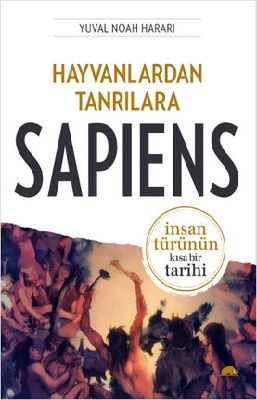 YUVAL NOAH HARARI
HAYVANLARDAN
TANRILARA
SAPIENS
insan
türünün
kısa bir
tarihi